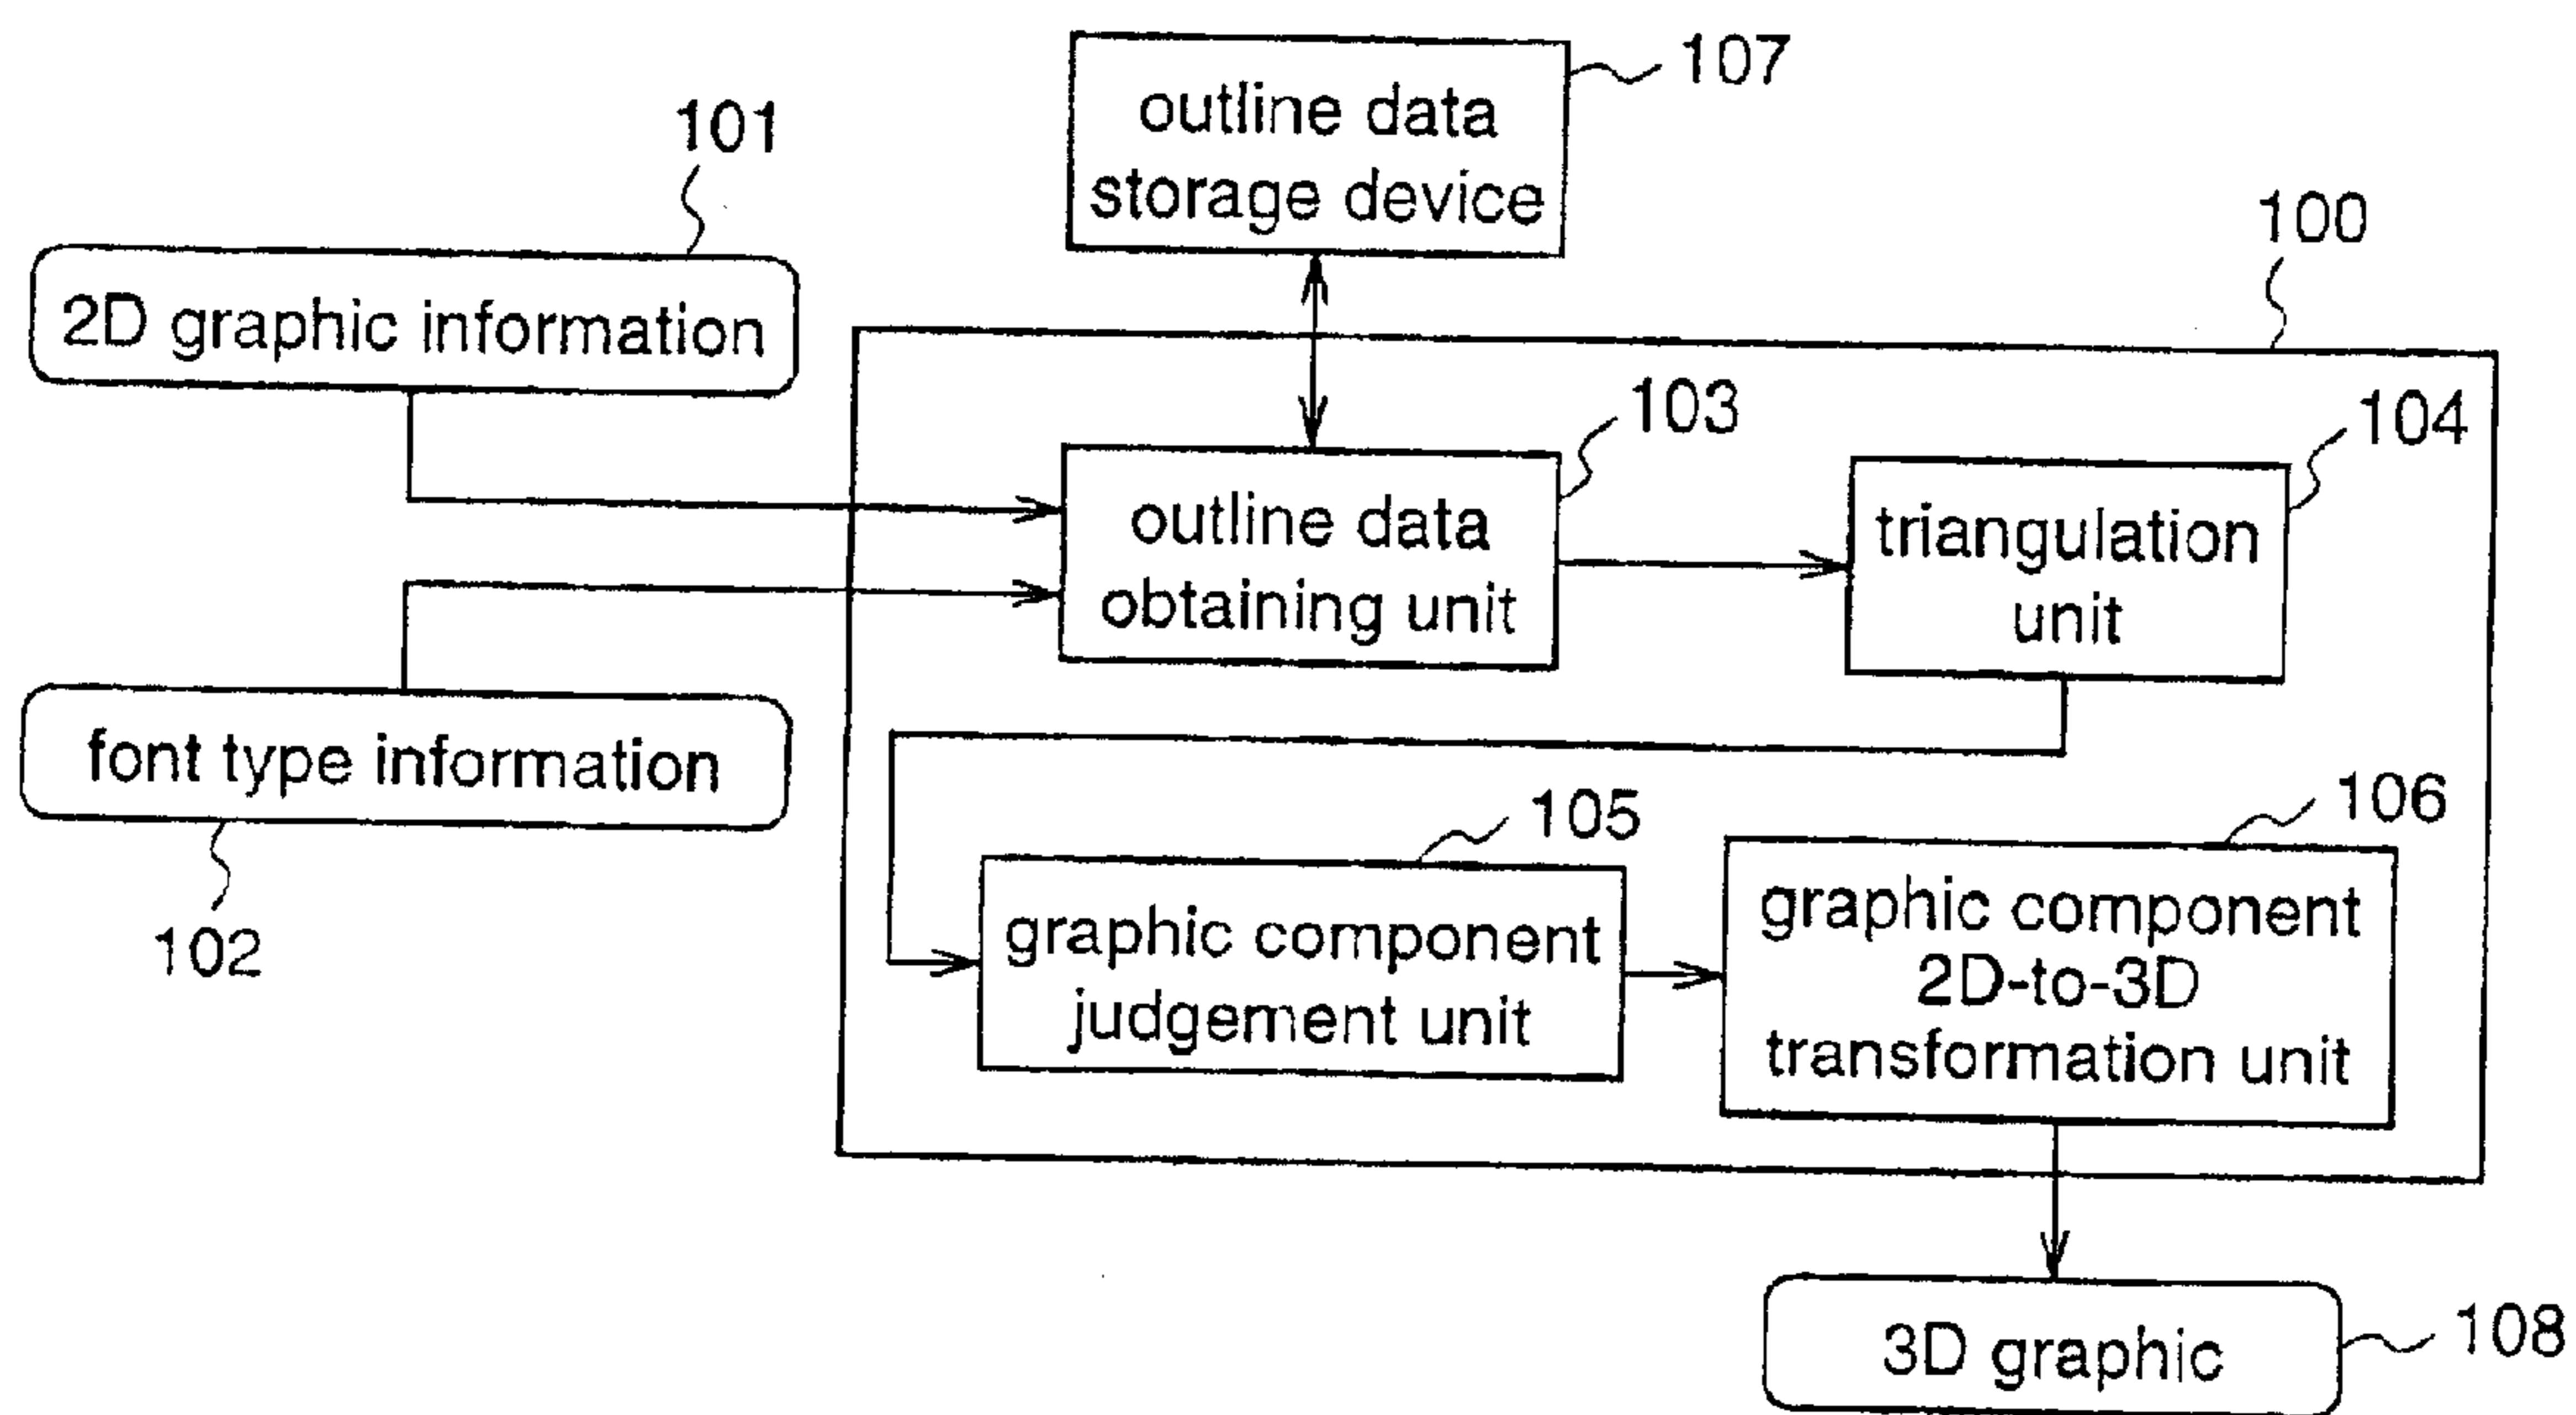 107
outline data
storage device
101
100
2D graphic information
103
104
outline data
obtaining unit
triangulation
unit
font type information
102
105
106
graphic component
judgement unit
graphic component
2D-to-3D
transformation unit
3D graphic
108